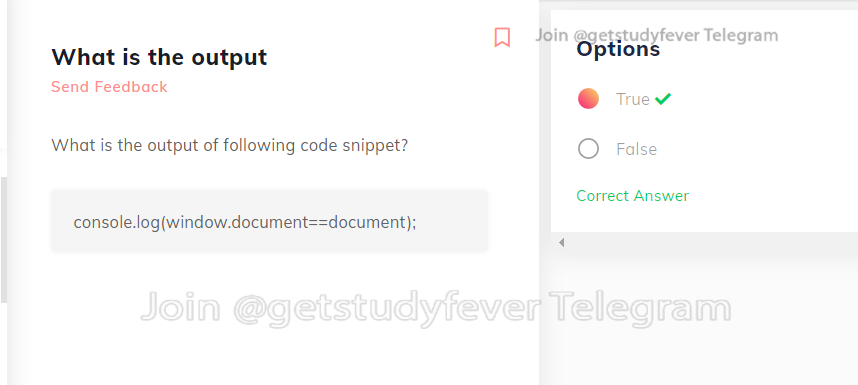 What is the output
Send Feedback
What is the output of following code snippet?
console.log(window.document==document);
Join @getstudyfever Telegram
Options
True
False
Correct Answer
Join @getstudyfever Telegram